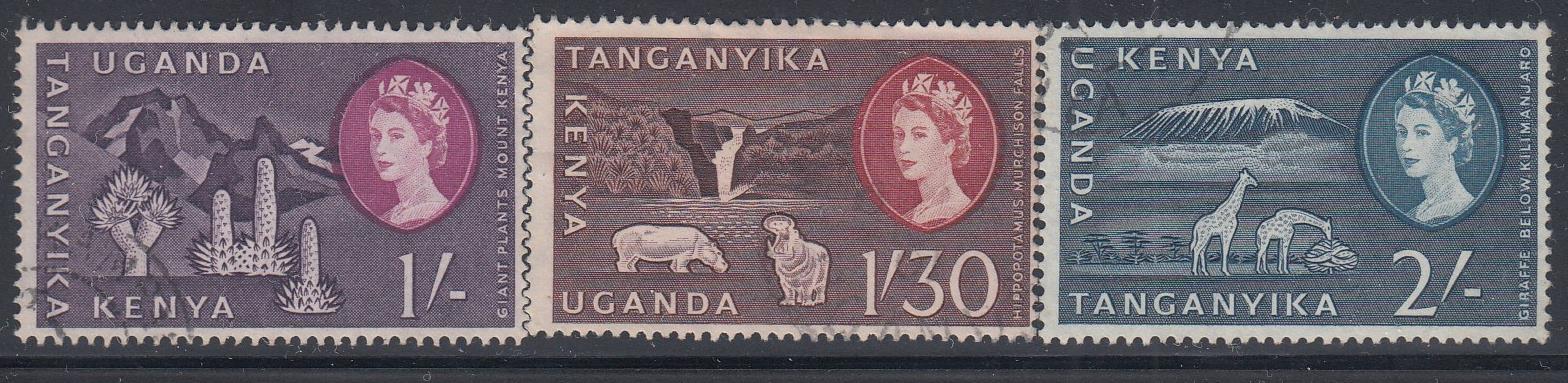 UGANDA
TANGANYIKA
KENYA
1/-
GIANT PLANTS MOUNT KENYA
TANGANYIKA
KENYA
UGANDA
1/30
HIPPOPOTAMUS MURCHISON FALLS
KENYA
UGANDA
TANGANYIKA
2/-
GIRAFFE BELOW KILIMANJARO